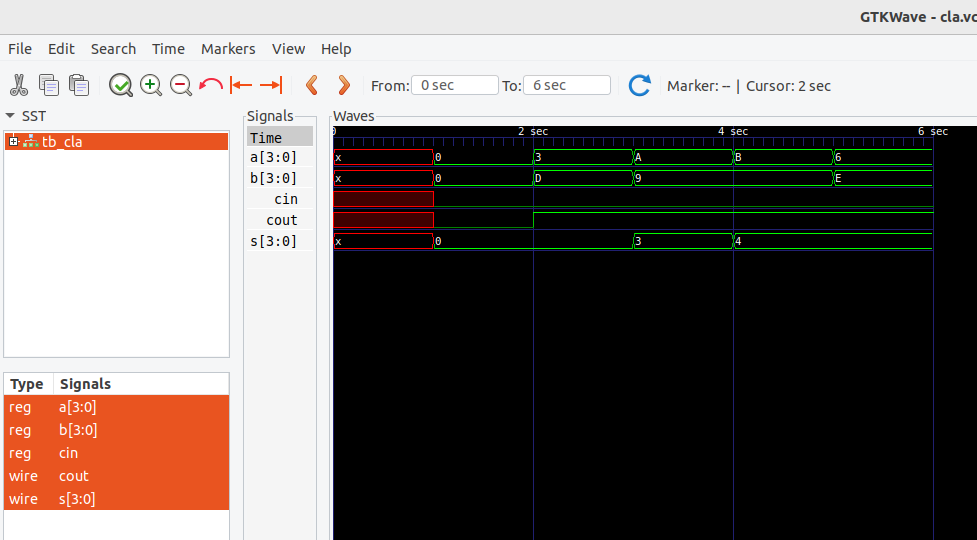 GTKWave - cla.vc
File Edit Search Time Markers View Help
From: 0 sec To: 6 sec Marker: -- | Cursor: 2 sec
SST
tb_cla
Type Signals
reg a[3:0]
reg b[3:0]
reg cin
wire cout
wire s[3:0]
Signals
Time
a[3:0]
b[3:0]
cin
cout
s[3:0]
Waves
0 2 sec 4 sec 6 sec
x 0 3 A B 6
x 0 D 9 E
x 0 3 4